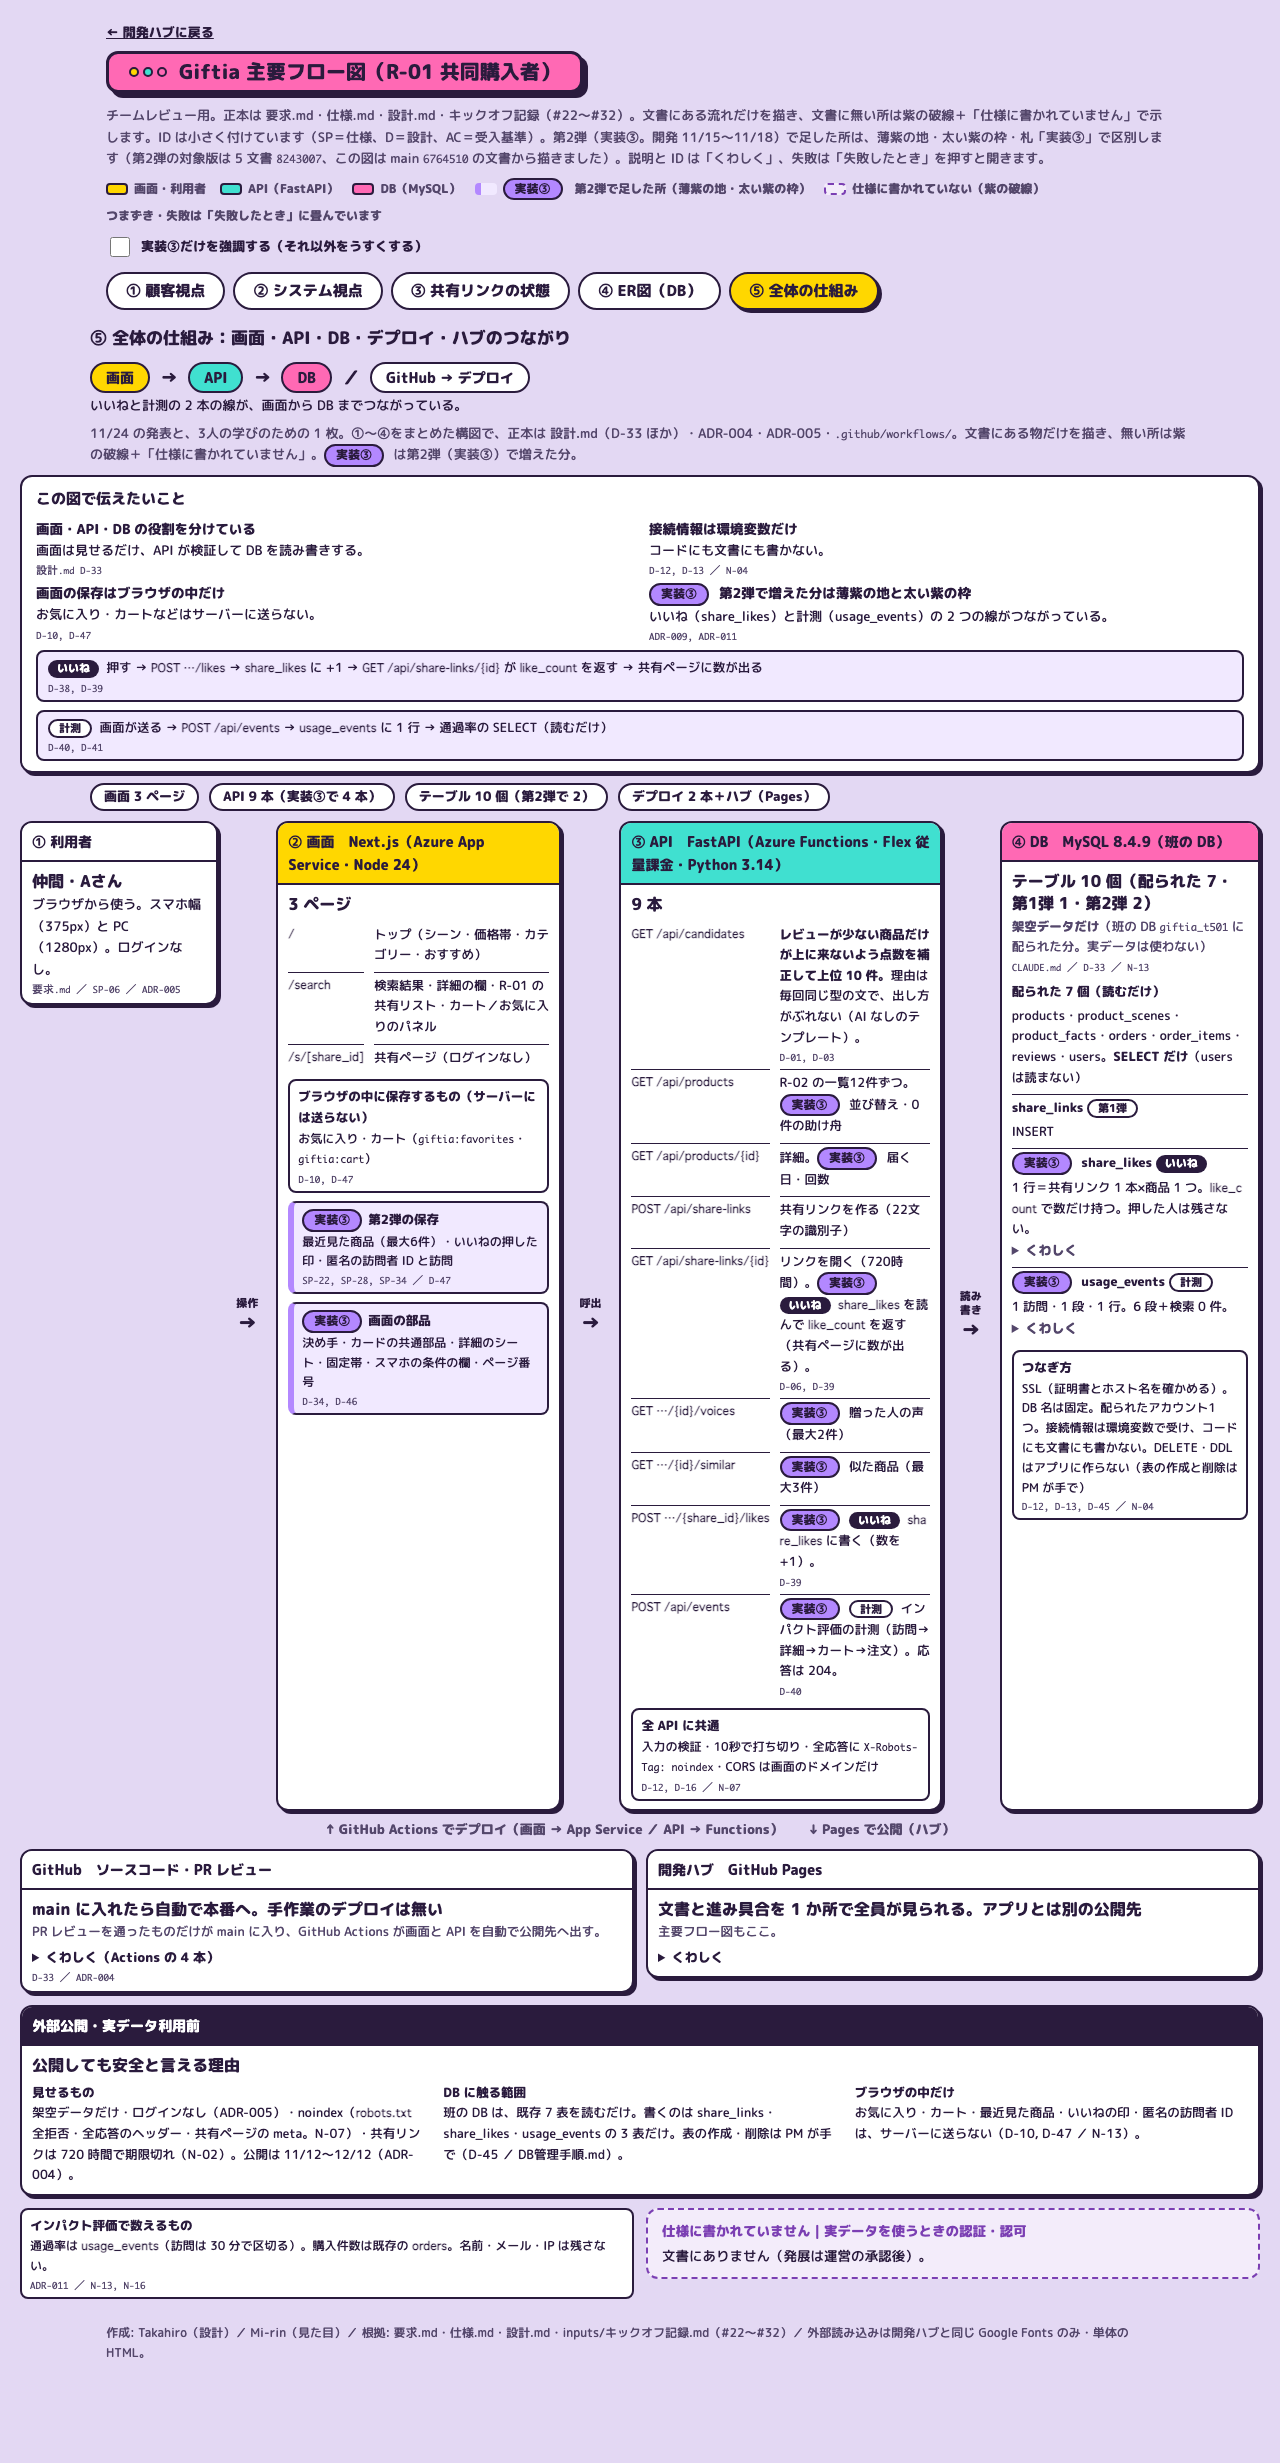 ← 開発ハブに戻る
Giftia 主要フロー図（R-01 共同購入者）
チームレビュー用。正本は 要求.md・仕様.md・設計.md・キックオフ記録（#22〜#32）。文書にある流れだけを描き、文書に無い所は紫の破線＋「仕様に書かれていません」で示
します。ID は小さく付けています（SP＝仕様、D＝設計、AC＝受入基準）。第2弾（実装③。開発 11/15〜11/18）で足した所は、薄紫の地・太い紫の枠・札「実装③」で区別しま
す（第2弾の対象版は 5 文書 8243007、この図は main 6764510 の文書から描きました）。説明と ID は「くわしく」、失敗は「失敗したとき」を押すと開きます。
画面・利用者 API（FastAPI） DB（MySQL） 実装③ 第2弾で足した所（薄紫の地・太い紫の枠） 仕様に書かれていない（紫の破線）
つまずき・失敗は「失敗したとき」に畳んでいます
実装③だけを強調する（それ以外をうすくする）
① 顧客視点 ② システム視点 ③ 共有リンクの状態 ④ ER図（DB） ⑤ 全体の仕組み
⑤ 全体の仕組み：画面・API・DB・デプロイ・ハブのつながり
画面 → API → DB ／ GitHub → デプロイ
いいねと計測の 2 本の線が、画面から DB までつながっている。
11/24 の発表と、3人の学びのための 1 枚。①〜④をまとめた構図で、正本は 設計.md（D-33 ほか）・ADR-004・ADR-005・.github/workflows/。文書にある物だけを描き、無い所は紫
の破線＋「仕様に書かれていません」。 実装③ は第2弾（実装③）で増えた分。
この図で伝えたいこと
画面・API・DB の役割を分けている
画面は見せるだけ、API が検証して DB を読み書きする。
設計.md D-33
接続情報は環境変数だけ
コードにも文書にも書かない。
D-12, D-13 ／ N-04
画面の保存はブラウザの中だけ
お気に入り・カートなどはサーバーに送らない。
D-10, D-47
実装③ 第2弾で増えた分は薄紫の地と太い紫の枠
いいね（share_likes）と計測（usage_events）の 2 つの線がつながっている。
ADR-009, ADR-011
いいね 押す → POST …/likes → share_likes に +1 → GET /api/share-links/{id} が like_count を返す → 共有ページに数が出る
D-38, D-39
計測 画面が送る → POST /api/events → usage_events に 1 行 → 通過率の SELECT（読むだけ）
D-40, D-41
画面 3 ページ API 9 本（実装③で 4 本） テーブル 10 個（第2弾で 2） デプロイ 2 本＋ハブ（Pages）
① 利用者
仲間・Aさん
ブラウザから使う。スマホ幅
（375px）と PC
（1280px）。ログインな
し。
要求.md ／ SP-06 ／ ADR-005
操作
→
② 画面 Next.js（Azure App
Service・Node 24）
3 ページ
/ トップ（シーン・価格帯・カテ
ゴリー・おすすめ）
/search 検索結果・詳細の欄・R-01 の
共有リスト・カート／お気に入
りのパネル
/s/[share_id] 共有ページ（ログインなし）
ブラウザの中に保存するもの（サーバーに
は送らない）
お気に入り・カート（giftia:favorites・
giftia:cart）
D-10, D-47
実装③ 第2弾の保存
最近見た商品（最大6件）・いいねの押した
印・匿名の訪問者 ID と訪問
SP-22, SP-28, SP-34 ／ D-47
実装③ 画面の部品
決め手・カードの共通部品・詳細のシー
ト・固定帯・スマホの条件の欄・ページ番
号
D-34, D-46
呼出
→
③ API FastAPI（Azure Functions・Flex 従
量課金・Python 3.14）
9 本
GET /api/candidates レビューが少ない商品だけ
が上に来ないよう点数を補
正して上位 10 件。理由は
毎回同じ型の文で、出し方
がぶれない（AI なしのテ
ンプレート）。
D-01, D-03
GET /api/products R-02 の一覧12件ずつ。
実装③ 並び替え・0
件の助け舟
GET /api/products/{id} 詳細。 実装③ 届く
日・回数
POST /api/share-links 共有リンクを作る（22文
字の識別子）
GET /api/share-links/{id} リンクを開く（720時
間）。 実装③
いいね share_likes を読
んで like_count を返す
（共有ページに数が出
る）。
D-06, D-39
GET …/{id}/voices 実装③ 贈った人の声
（最大2件）
GET …/{id}/similar 実装③ 似た商品（最
大3件）
POST …/{share_id}/likes 実装③ いいね sha
re_likes に書く（数を
+1）。
D-39
POST /api/events 実装③ 計測 イン
パクト評価の計測（訪問→
詳細→カート→注文）。応
答は 204。
D-40
全 API に共通
入力の検証・10秒で打ち切り・全応答に X-Robots-
Tag: noindex・CORS は画面のドメインだけ
D-12, D-16 ／ N-07
読み
書き
→
④ DB MySQL 8.4.9（班の DB）
テーブル 10 個（配られた 7・
第1弾 1・第2弾 2）
架空データだけ（班の DB giftia_t501 に
配られた分。実データは使わない）
CLAUDE.md ／ D-33 ／ N-13
配られた 7 個（読むだけ）
products・product_scenes・
product_facts・orders・order_items・
reviews・users。SELECT だけ（users
は読まない）
share_links 第1弾
INSERT
実装③ share_likes いいね
1 行＝共有リンク 1 本×商品 1 つ。like_c
ount で数だけ持つ。押した人は残さな
い。
▶ くわしく
実装③ usage_events 計測
1 訪問・1 段・1 行。6 段＋検索 0 件。
▶ くわしく
つなぎ方
SSL（証明書とホスト名を確かめる）。
DB 名は固定。配られたアカウント1
つ。接続情報は環境変数で受け、コード
にも文書にも書かない。DELETE・DDL
はアプリに作らない（表の作成と削除は
PM が手で）
D-12, D-13, D-45 ／ N-04
↑ GitHub Actions でデプロイ（画面 → App Service ／ API → Functions） ↓ Pages で公開（ハブ）
GitHub ソースコード・PR レビュー
main に入れたら自動で本番へ。手作業のデプロイは無い
PR レビューを通ったものだけが main に入り、GitHub Actions が画面と API を自動で公開先へ出す。
▶ くわしく（Actions の 4 本）
D-33 ／ ADR-004
開発ハブ GitHub Pages
文書と進み具合を 1 か所で全員が見られる。アプリとは別の公開先
主要フロー図もここ。
▶ くわしく
外部公開・実データ利用前
公開しても安全と言える理由
見せるもの
架空データだけ・ログインなし（ADR-005）・noindex（robots.txt
全拒否・全応答のヘッダー・共有ページの meta。N-07）・共有リン
クは 720 時間で期限切れ（N-02）。公開は 11/12〜12/12（ADR-
004）。
DB に触る範囲
班の DB は、既存 7 表を読むだけ。書くのは share_links・
share_likes・usage_events の 3 表だけ。表の作成・削除は PM が手
で（D-45 ／ DB管理手順.md）。
ブラウザの中だけ
お気に入り・カート・最近見た商品・いいねの印・匿名の訪問者 ID
は、サーバーに送らない（D-10, D-47 ／ N-13）。
インパクト評価で数えるもの
通過率は usage_events（訪問は 30 分で区切る）。購入件数は既存の orders。名前・メール・IP は残さな
い。
ADR-011 ／ N-13, N-16
仕様に書かれていません | 実データを使うときの認証・認可
文書にありません（発展は運営の承認後）。
作成: Takahiro（設計）／ Mi-rin（見た目）／ 根拠: 要求.md・仕様.md・設計.md・inputs/キックオフ記録.md（#22〜#32）／ 外部読み込みは開発ハブと同じ Google Fonts のみ・単体の
HTML。